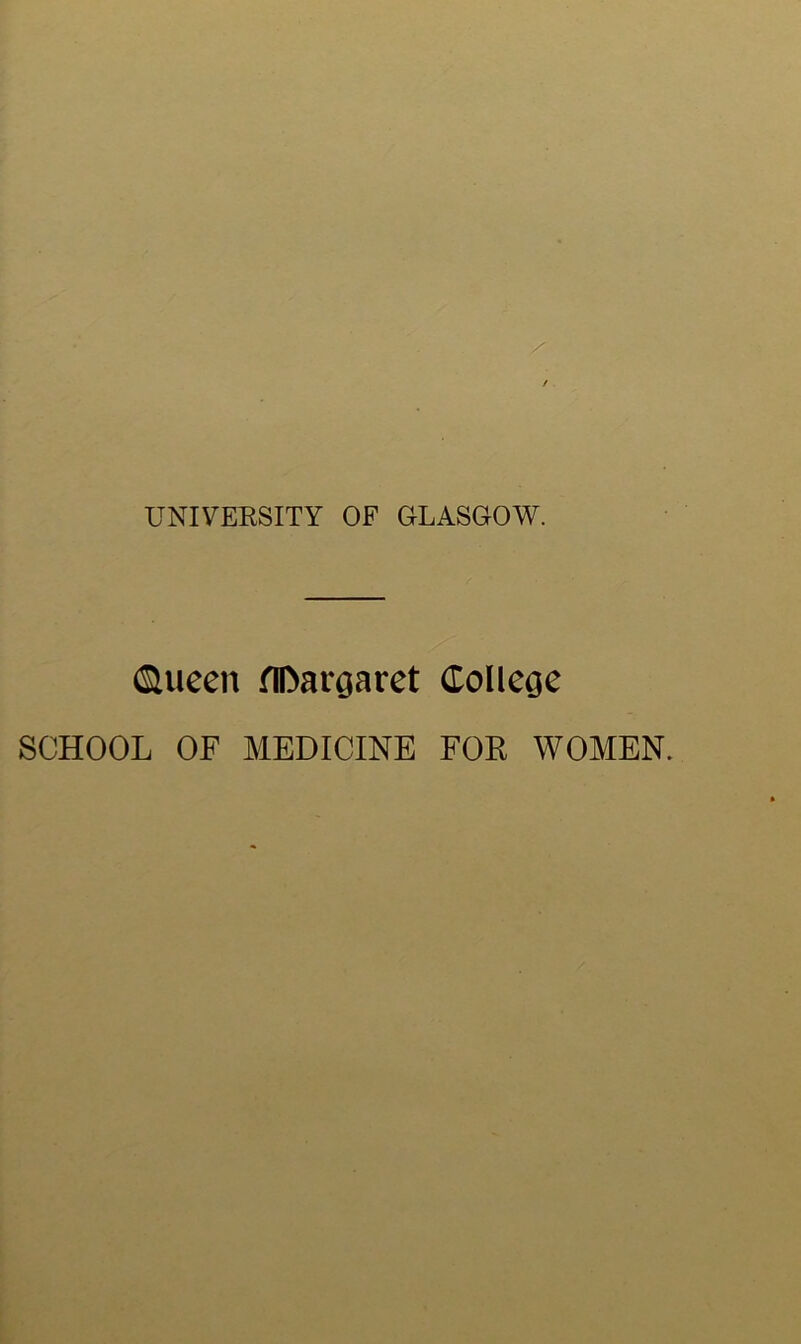 UNIVERSITY OF GLASGOW.
Queen Margaret College
SCHOOL OF MEDICINE FOR WOMEN.